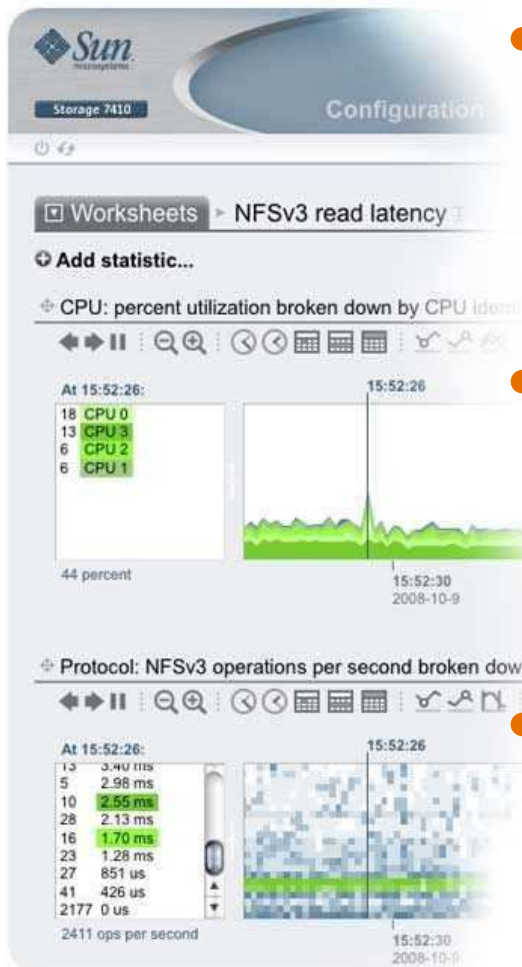 Sun
microsystems
Storage 7410
Configuration
Worksheets NFSv3 read latency
Add statistic...
CPU: percent utilization broken down by CPU
At 15:52:26:
15:52:26
18 CPU 0
13 CPU 3
6 CPU 2
6 CPU 1
44 percent
15:52:30
2008-10-9
Protocol: NFSv3 operations per second broken dow
At 15:52:26:
15:52:26
13 3.40 ms
5 2.98 ms
10 2.55 ms
28 2.13 ms
16 1.70 ms
23 1.28 ms
27 851 us
41 426 us
2177 0 us
2411 ops per second
15:52:30
2008-10-9